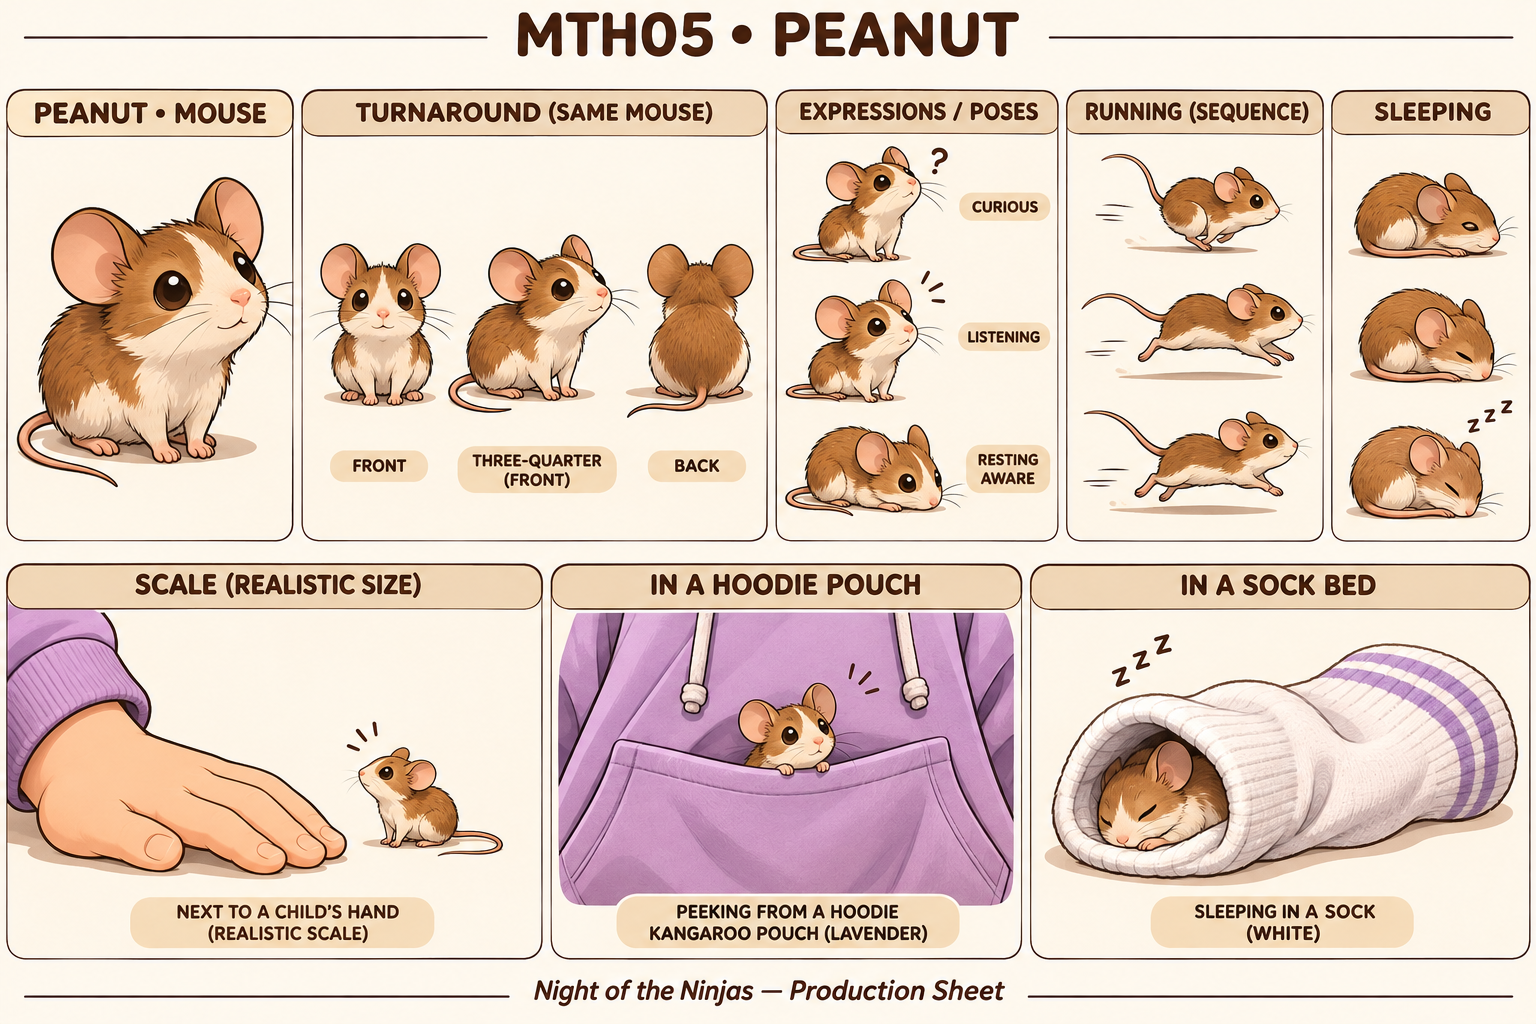 MTH05 • PEANUT
PEANUT • MOUSE
TURNAROUND (SAME MOUSE)
FRONT
THREE-QUARTER
(FRONT)
BACK
EXPRESSIONS / POSES
?
CURIOUS
LISTENING
RESTING
AWARE
RUNNING (SEQUENCE)
SLEEPING
z z z
SCALE (REALISTIC SIZE)
NEXT TO A CHILD'S HAND
(REALISTIC SCALE)
IN A HOODIE POUCH
PEEKING FROM A HOODIE
KANGAROO POUCH (LAVENDER)
IN A SOCK BED
z z z
SLEEPING IN A SOCK
(WHITE)
Night of the Ninjas — Production Sheet